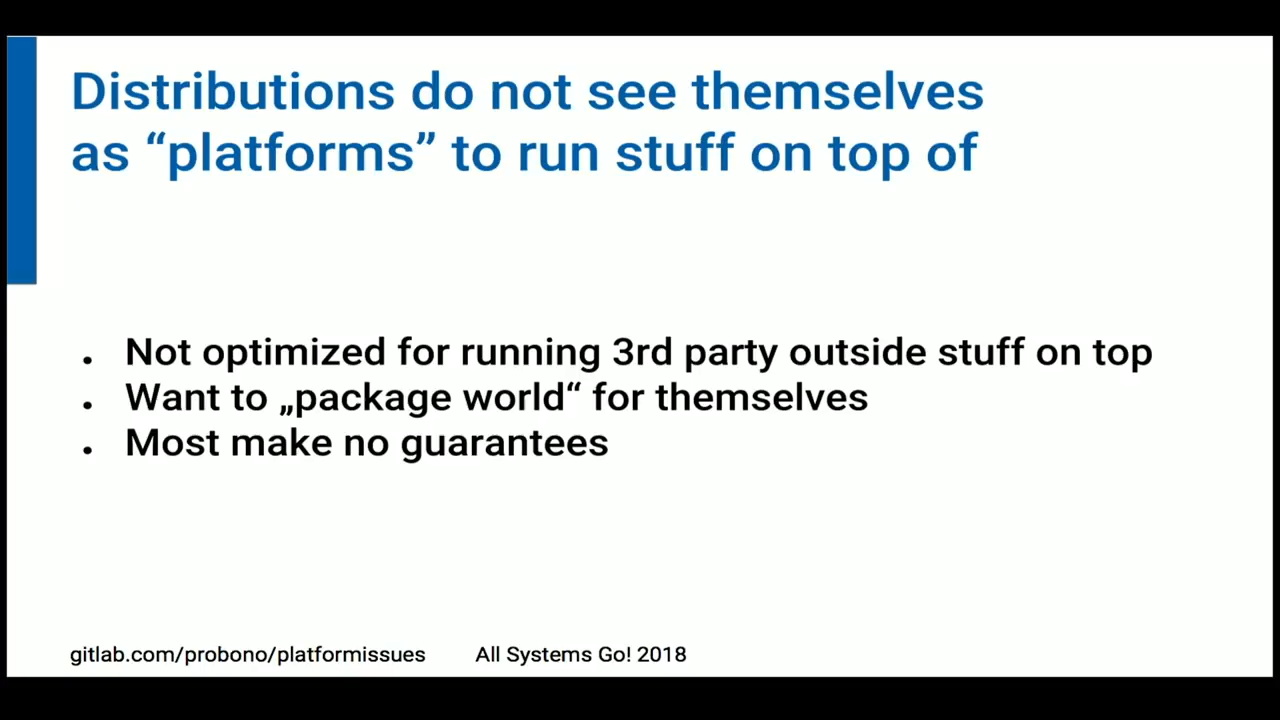 Distributions do not see themselves
as “platforms” to run stuff on top of
. Not optimized for running 3rd party outside stuff on top
. Want to „package world“ for themselves
. Most make no guarantees
gitlab.com/probono/platformissues All Systems Go! 2018